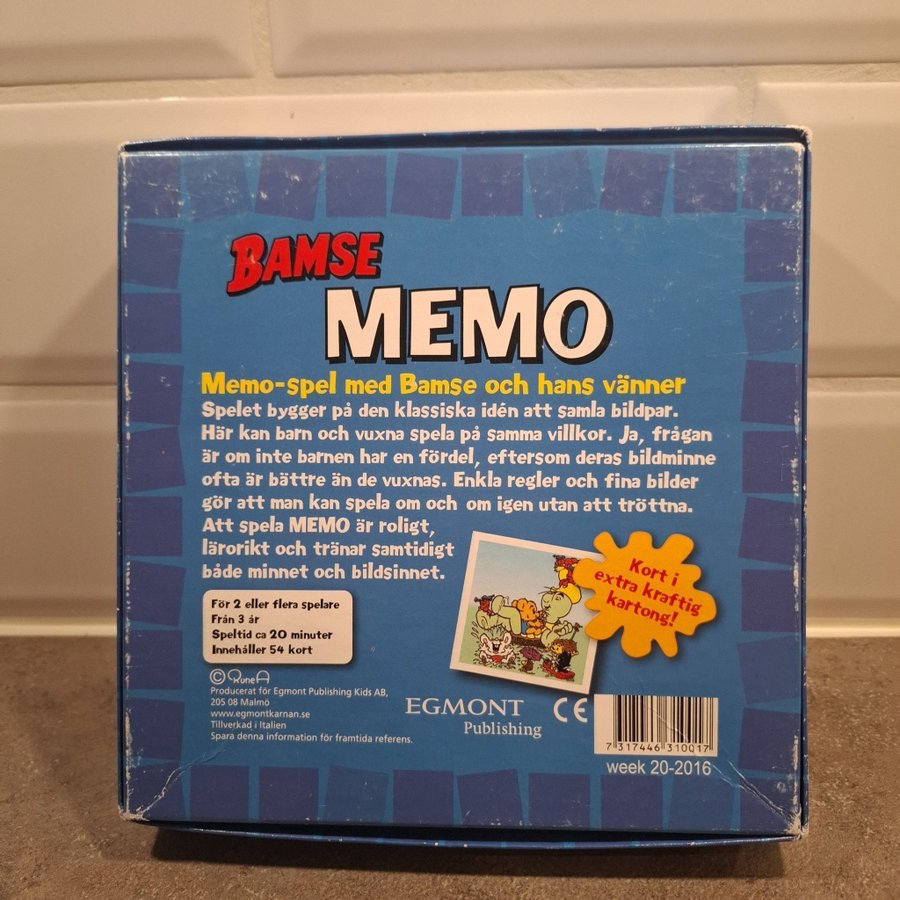 BAMSE
MEMO
Memo-spel med Bamse och hans vänner
Spelet bygger på den klassiska idén att samla bildpar.
Här kan barn och vuxna spela på samma villkor. Ja, frågan
är om inte barnen har en fördel, eftersom deras bildminne
ofta är bättre än de vuxnas. Enkla regler och fina bilder
gör att man kan spela om och om igen utan att tröttna.
Att spela MEMO är roligt,
lärorikt och tränar samtidigt
både minnet och bildsinnet.
Kort i
extra kraftig
kartong!
För 2 eller flera spelare
Från 3 år
Speltid ca 20 minuter
Innehåller 54 kort
© Rune A
Producerat för Egmont Publishing Kids AB,
205 08 Malmö
www.egmontkarnan.se
Tillverkad i Italien
Spara denna information för framtida referens.
EGMONT
Publishing
CE
7 317446 310017
week 20-2016